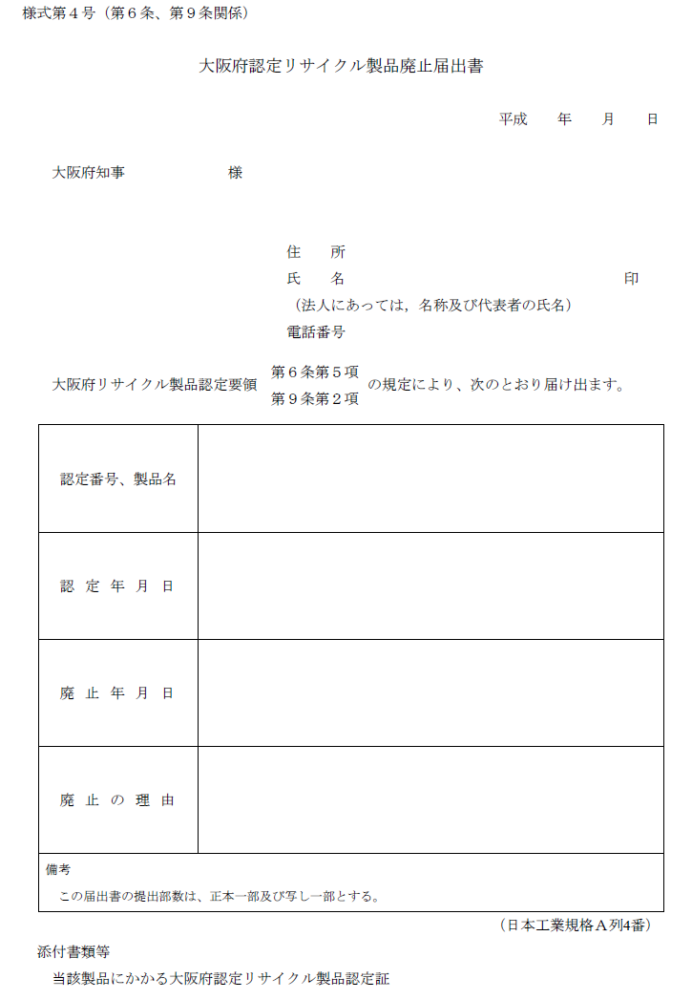 様式第４号（第６条、第９条関係）
大阪府認定リサイクル製品廃止届出書
平成　　年　　月　　日
大阪府知事　　　　　　　様
住　　所
氏　　名　　　　　　　　　　　　　　　　　　　印
（法人にあっては，名称及び代表者の氏名）
電話番号
大阪府リサイクル製品認定要領　第６条第５項　の規定により、次のとおり届け出ます。
第９条第２項
認定番号、製品名
認　定　年　月　日
廃　止　年　月　日
廃　止　の　理　由
備考
この届出書の提出部数は、正本一部及び写し一部とする。
（日本工業規格Ａ列4番）
添付書類等
当該製品にかかる大阪府認定リサイクル製品認定証